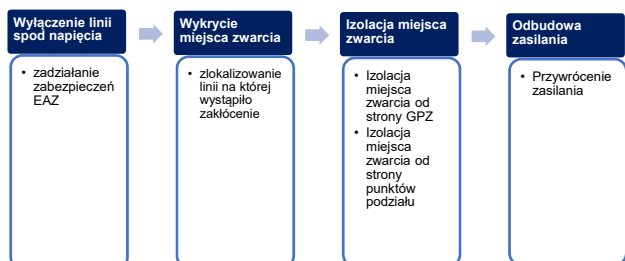 Wyłączenie linii
spod napięcia
• zadziałanie
zabezpieczeń
EAZ
Wykrycie
miejsca zwarcia
• zlokalizowanie
linii na której
wystąpiło
zakłócenie
Izolacja miejsca
zwarcia
• Izolacja
miejsca
zwarcia od
strony GPZ
• Izolacja
miejsca
zwarcia od
strony
punktów
podziału
Odbudowa
zasilania
• Przywrócenie
zasilania